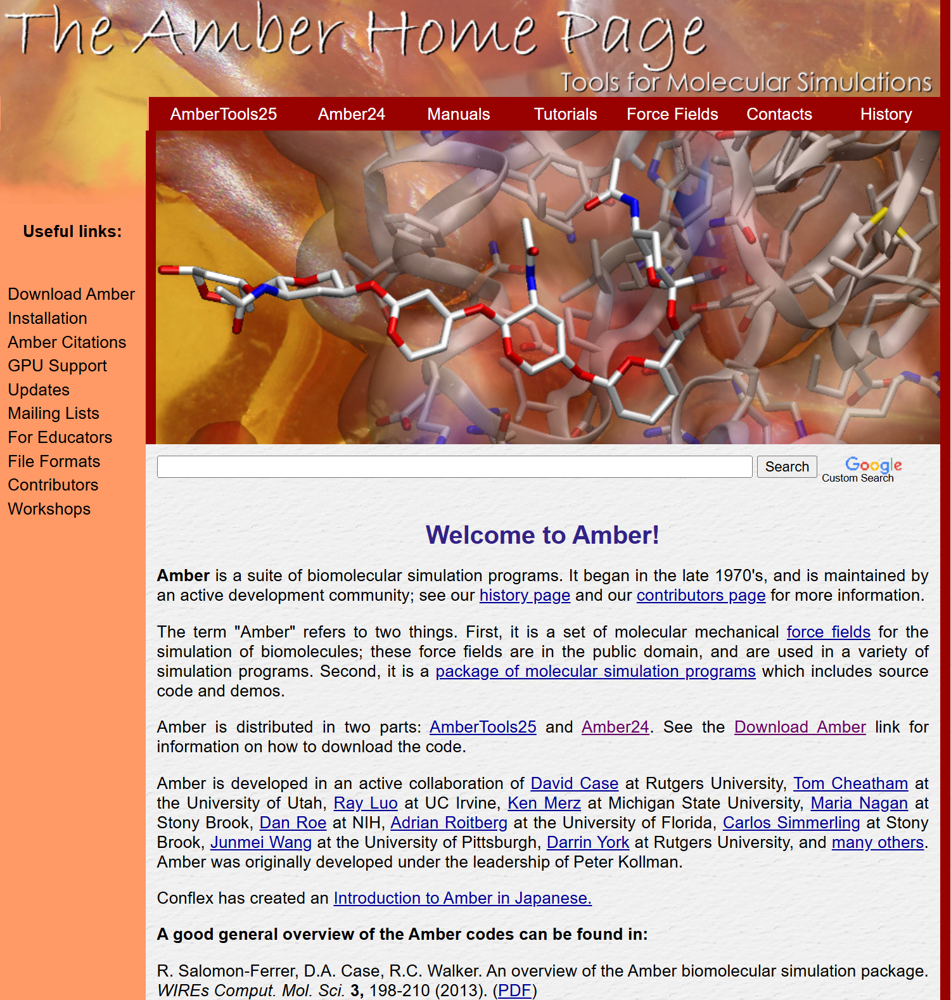 The Amber Home Page
Tools for Molecular Simulations
AmberTools25 Amber24 Manuals Tutorials Force Fields Contacts History
Useful links:
Download Amber
Installation
Amber Citations
GPU Support
Updates
Mailing Lists
For Educators
File Formats
Contributors
Workshops
Search Google
Custom Search
Welcome to Amber!
Amber is a suite of biomolecular simulation programs. It began in the late 1970's, and is maintained by
an active development community; see our history page and our contributors page for more information.
The term "Amber" refers to two things. First, it is a set of molecular mechanical force fields for the
simulation of biomolecules; these force fields are in the public domain, and are used in a variety of
simulation programs. Second, it is a package of molecular simulation programs which includes source
code and demos.
Amber is distributed in two parts: AmberTools25 and Amber24. See the Download Amber link for
information on how to download the code.
Amber is developed in an active collaboration of David Case at Rutgers University, Tom Cheatham at
the University of Utah, Ray Luo at UC Irvine, Ken Merz at Michigan State University, Maria Nagan at
Stony Brook, Dan Roe at NIH, Adrian Roitberg at the University of Florida, Carlos Simmerling at Stony
Brook, Junmei Wang at the University of Pittsburgh, Darrin York at Rutgers University, and many others.
Amber was originally developed under the leadership of Peter Kollman.
Conflex has created an Introduction to Amber in Japanese.
A good general overview of the Amber codes can be found in:
R. Salomon-Ferrer, D.A. Case, R.C. Walker. An overview of the Amber biomolecular simulation package.
WIREs Comput. Mol. Sci. 3, 198-210 (2013). (PDF)